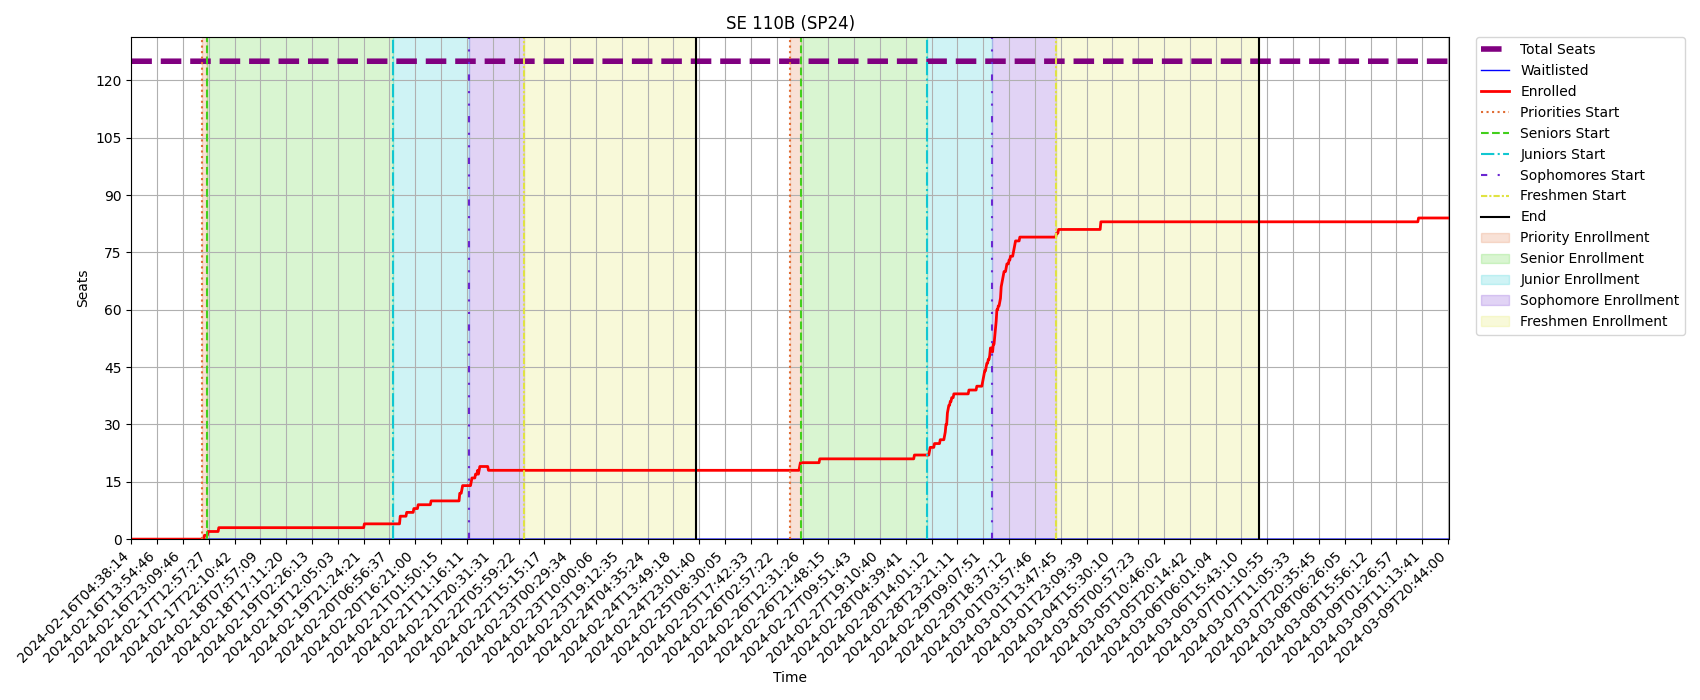 SE 110B (SP24)
Seats
120
105
90
75
60
45
30
15
0
2024-02-16T04:38:14
2024-02-16T13:54:46
2024-02-16T23:09:46
2024-02-17T12:57:27
2024-02-17T22:10:42
2024-02-18T07:57:09
2024-02-18T17:11:20
2024-02-19T02:26:13
2024-02-19T12:05:03
2024-02-19T21:24:21
2024-02-20T06:56:37
2024-02-20T16:21:00
2024-02-21T01:50:15
2024-02-21T11:16:11
2024-02-21T20:31:31
2024-02-22T05:59:22
2024-02-22T15:15:17
2024-02-23T00:29:34
2024-02-23T10:00:06
2024-02-23T19:12:35
2024-02-24T04:35:24
2024-02-24T13:49:18
2024-02-24T23:01:40
2024-02-25T08:30:05
2024-02-25T17:42:33
2024-02-26T02:57:22
2024-02-26T12:31:26
2024-02-26T21:48:15
2024-02-27T09:51:43
2024-02-27T19:10:40
2024-02-28T04:39:41
2024-02-28T14:01:12
2024-02-28T23:21:11
2024-02-29T09:07:51
2024-02-29T18:37:12
2024-03-01T03:57:46
2024-03-01T13:47:45
2024-03-01T23:09:39
2024-03-04T15:30:10
2024-03-05T00:57:23
2024-03-05T10:46:02
2024-03-05T20:14:42
2024-03-06T06:01:04
2024-03-06T15:43:10
2024-03-07T01:10:55
2024-03-07T11:05:33
2024-03-07T20:35:45
2024-03-08T06:26:05
2024-03-08T15:56:12
2024-03-09T01:26:57
2024-03-09T11:13:41
2024-03-09T20:44:00
Time
Total Seats
Waitlisted
Enrolled
Priorities Start
Seniors Start
Juniors Start
Sophomores Start
Freshmen Start
End
Priority Enrollment
Senior Enrollment
Junior Enrollment
Sophomore Enrollment
Freshmen Enrollment